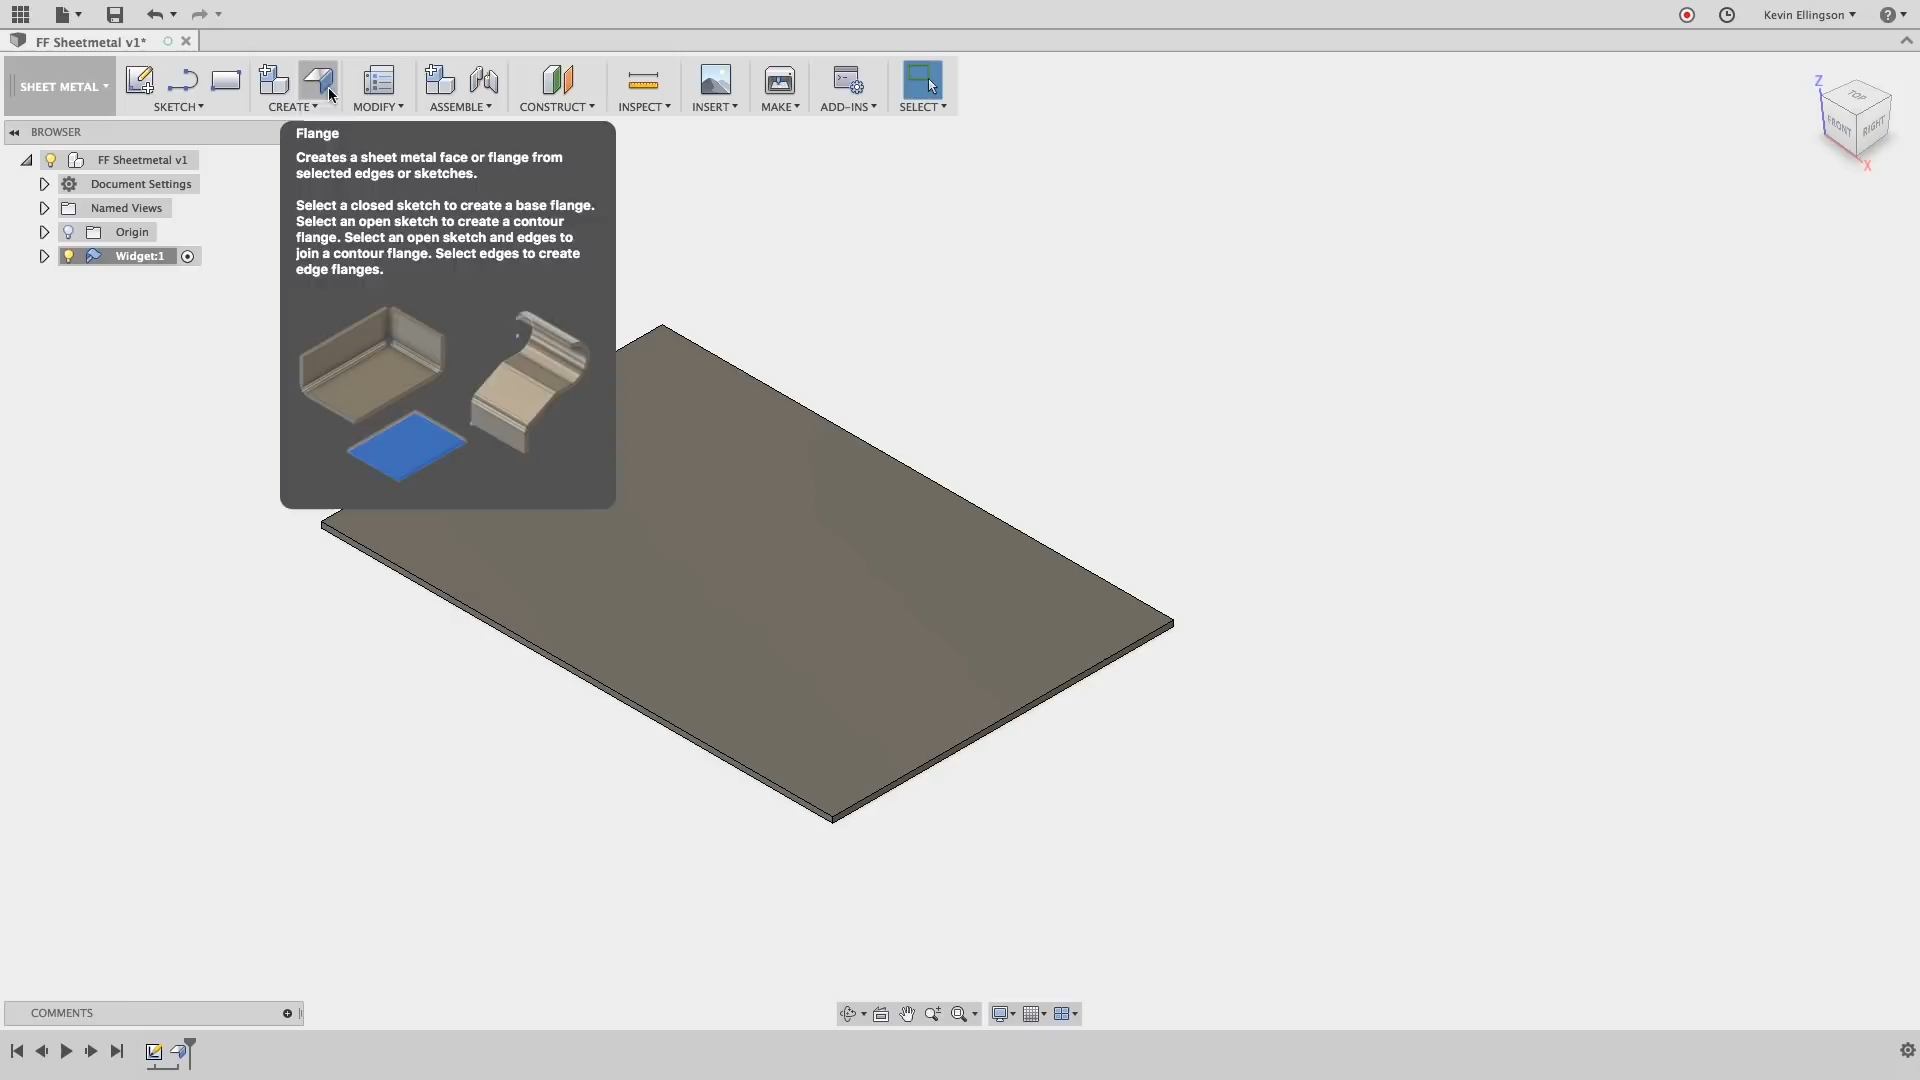 Kevin Ellingson
FF Sheetmetal v1*
SHEET METAL
SKETCH
CREATE
MODIFY
ASSEMBLE
CONSTRUCT
INSPECT
INSERT
MAKE
ADD-INS
SELECT
BROWSER
FF Sheetmetal v1
Document Settings
Named Views
Origin
Widget:1
Flange
Creates a sheet metal face or flange from
selected edges or sketches.
Select a closed sketch to create a base flange.
Select an open sketch to create a contour
flange. Select an open sketch and edges to
join a contour flange. Select edges to create
edge flanges.
Z
TOP
FRONT
RIGHT
X
COMMENTS